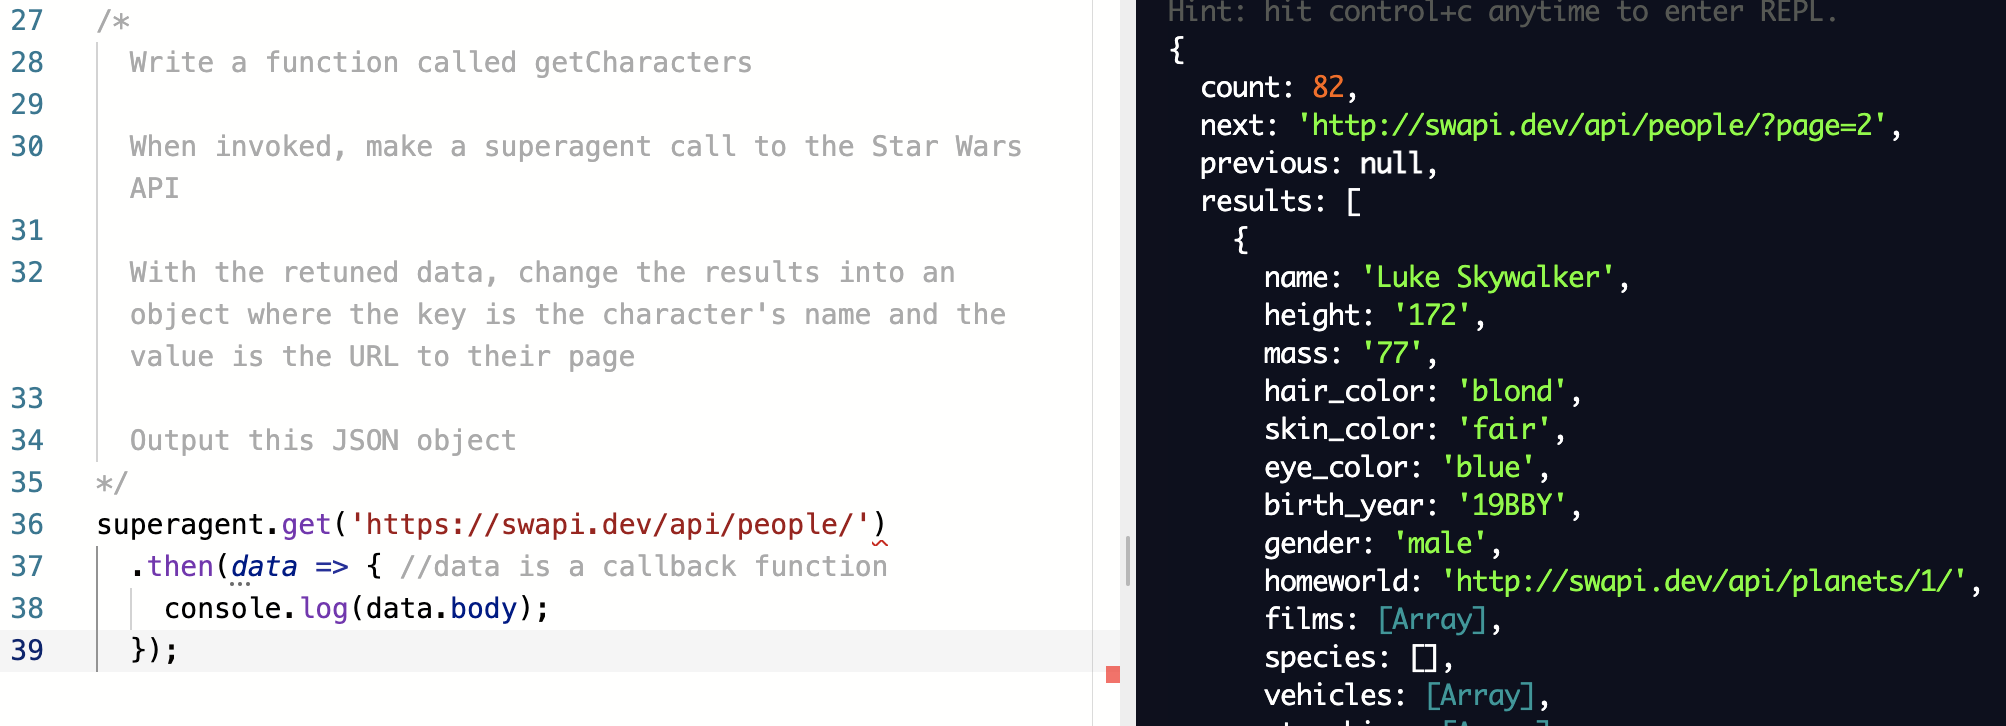 27 /*
28 Write a function called getCharacters
29
30 When invoked, make a superagent call to the Star Wars
API
31
32 With the retuned data, change the results into an
object where the key is the character's name and the
value is the URL to their page
33
34 Output this JSON object
35 */
36 superagent.get('https://swapi.dev/api/people/')
37 .then(data => { //data is a callback function
38 console.log(data.body);
39 });
Hint: hit control+c anytime to enter REPL.
{
count: 82,
next: 'http://swapi.dev/api/people/?page=2',
previous: null,
results: [
{
name: 'Luke Skywalker',
height: '172',
mass: '77',
hair_color: 'blond',
skin_color: 'fair',
eye_color: 'blue',
birth_year: '19BBY',
gender: 'male',
homeworld: 'http://swapi.dev/api/planets/1/',
films: [Array],
species: [],
vehicles: [Array],